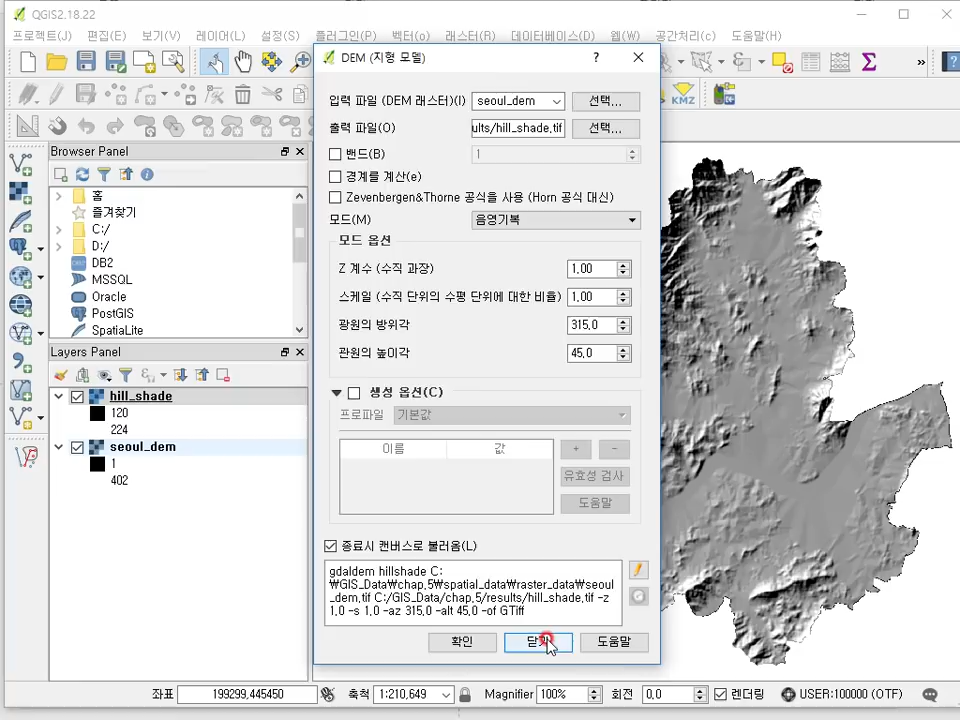 QGIS2.18.22
프로젝트(J) 편집(E) 보기(V) 레이어(L) 설정(S) 플러그인(P) 벡터(o) 래스터(R) 데이터베이스(D) 웹(W) 공간처리(c) 도움말(H)
DEM (지형 모델)
?
»
KMZ
입력 파일 (DEM 래스터)(I) seoul_dem 선택...
출력 파일(O) ults/hill_shade.tif 선택...
밴드(B) 1
경계를 계산(e)
Zevenbergen&Thorne 공식을 사용 (Horn 공식 대신)
모드(M) 음영기복
모드 옵션
Z 계수 (수직 과장) 1.00
스케일 (수직 단위의 수평 단위에 대한 비율) 1.00
광원의 방위각 315.0
관원의 높이각 45.0
생성 옵션(C)
프로파일 기본값
이름 값
+ -
유효성 검사
도움말
종료시 캔버스로 불러옴(L)
gdaldem hillshade C:
₩GIS_Data₩chap.5₩spatial_data₩raster_data₩seoul
_dem.tif C:/GIS_Data/chap.5/results/hill_shade.tif -z
1.0 -s 1.0 -az 315.0 -alt 45.0 -of GTiff
확인 닫기 도움말
Browser Panel
홈
즐겨찾기
C:/
D:/
DB2
MSSQL
Oracle
PostGIS
SpatiaLite
Layers Panel
hill_shade
120
224
seoul_dem
1
402
좌표 199299,445450 축척 1:210,649 Magnifier 100% 회전 0,0 렌더링 USER:100000 (OTF)